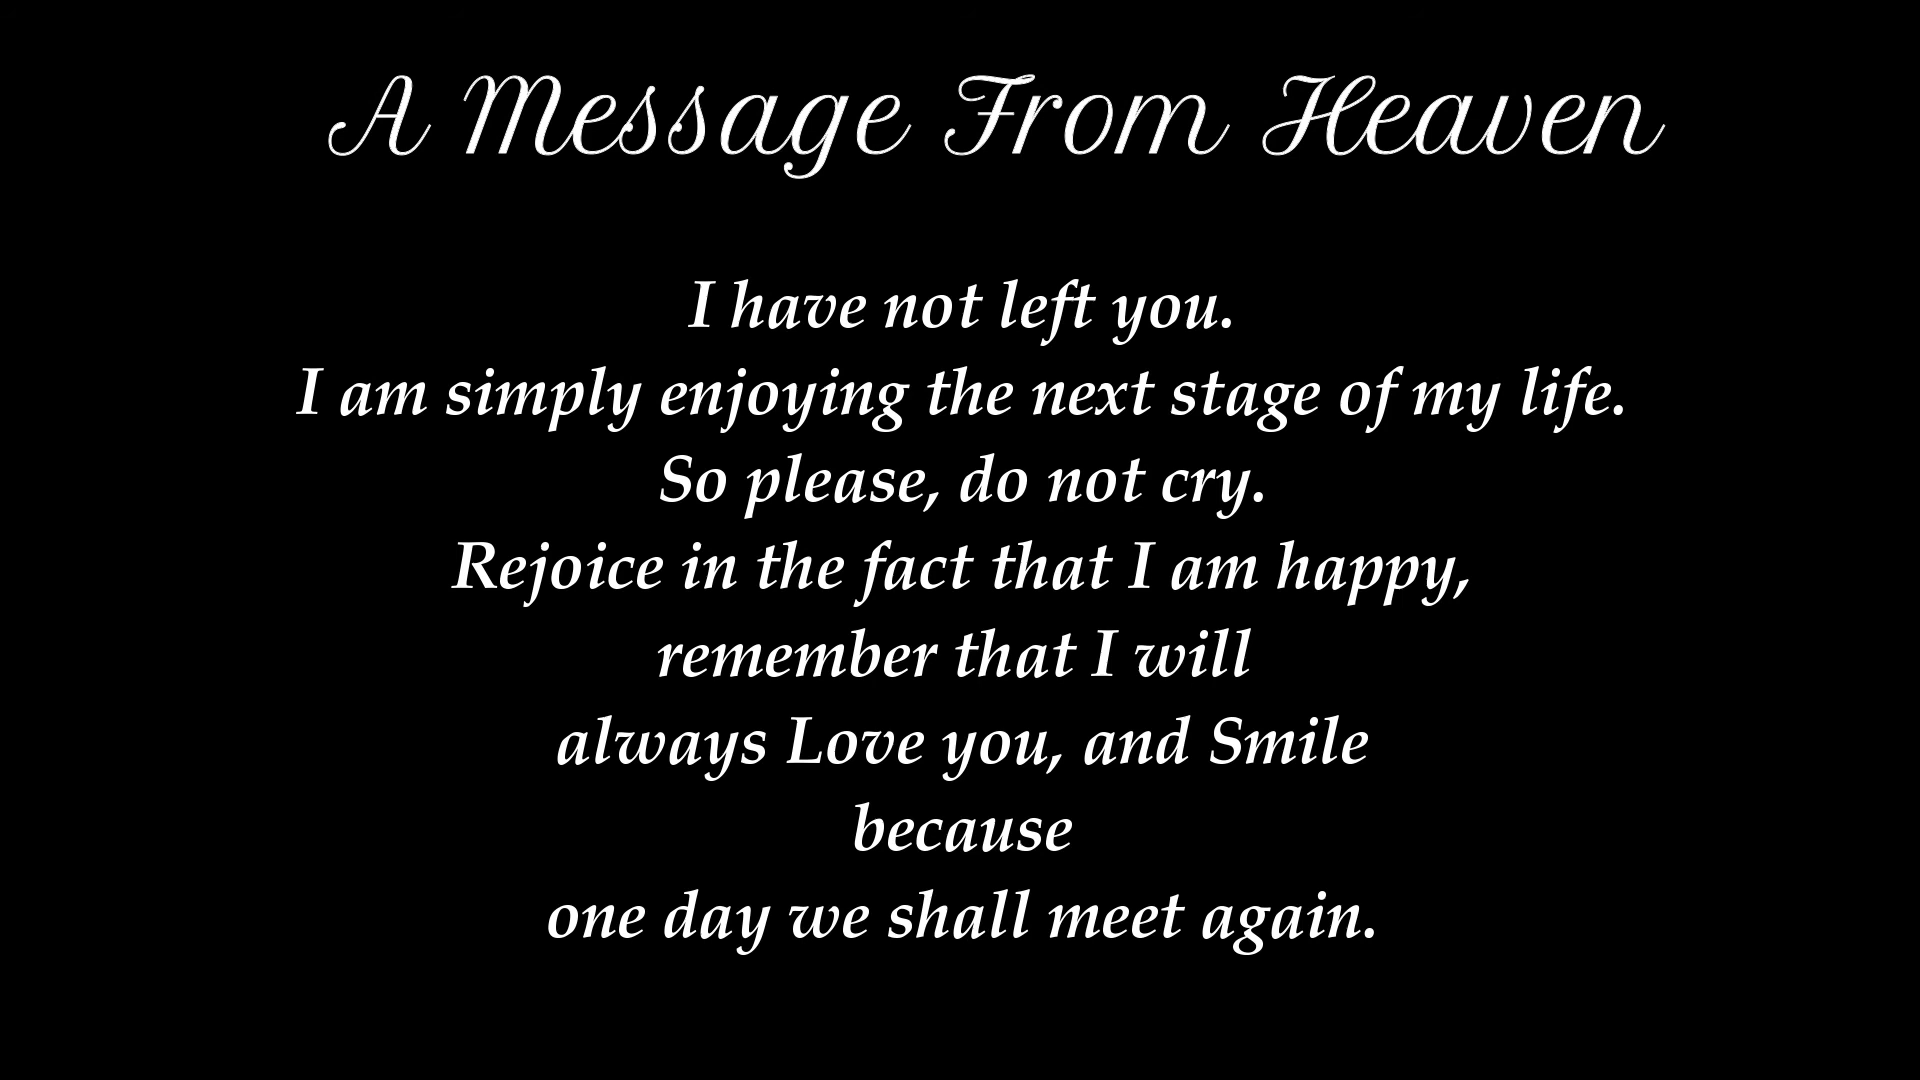 A Message From Heaven
I have not left you.
I am simply enjoying the next stage of my life.
So please, do not cry.
Rejoice in the fact that I am happy,
remember that I will
always Love you, and Smile
because
one day we shall meet again.